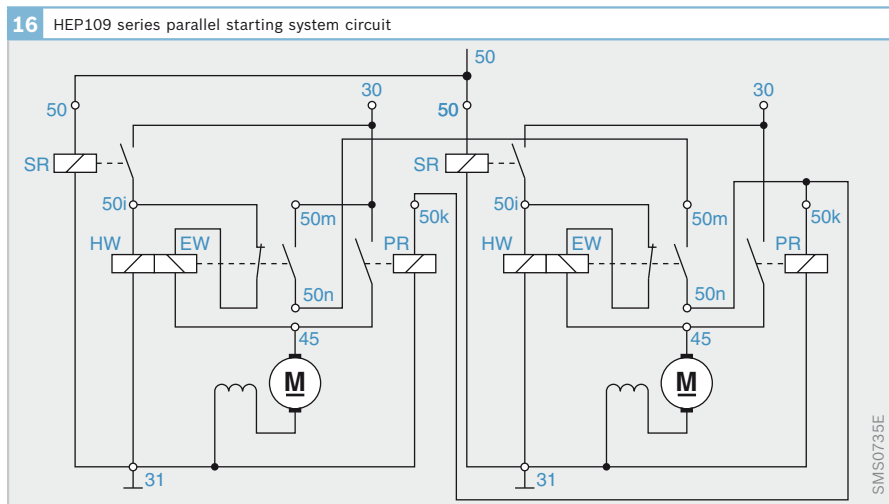 16 HEP109 series parallel starting system circuit
50
50 30 50 30
SR SR
50i 50m 50k 50i 50m 50k
HW EW PR HW EW PR
50n 50n
45 45
M M
31 31
SMS0735E